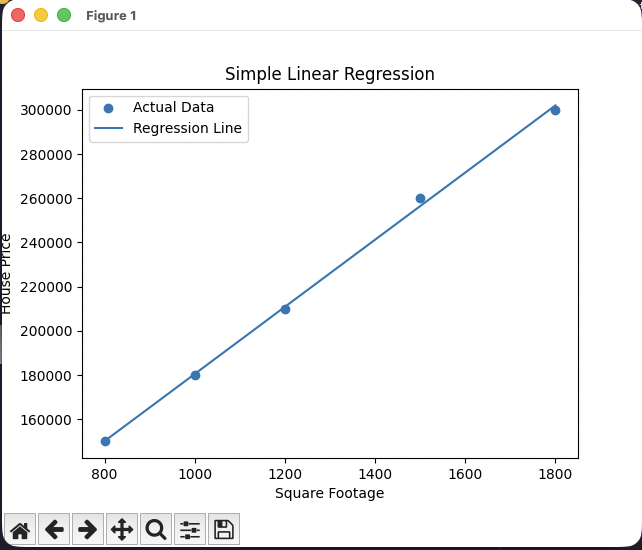 Figure 1
Simple Linear Regression
Actual Data
Regression Line
300000
280000
260000
240000
220000
200000
180000
160000
House Price
800
1000
1200
1400
1600
1800
Square Footage